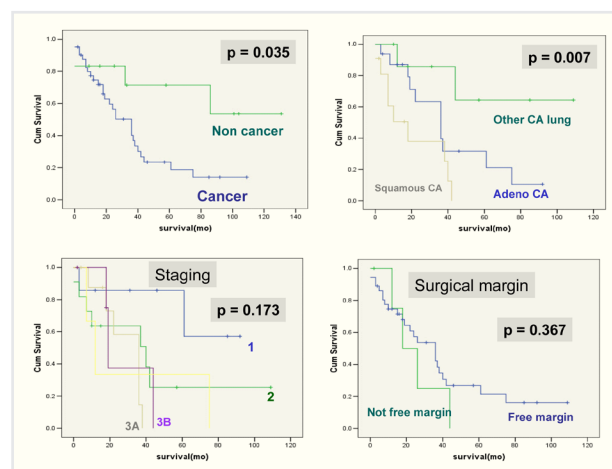 p = 0.035
Non cancer
Cancer
Cum Survival
1.0
0.8
0.6
0.4
0.2
0.0
0 20 40 60 80 100 120 140
survival(mo)
p = 0.007
Other CA lung
Squamous CA
Adeno CA
Cum Survival
1.0
0.8
0.6
0.4
0.2
0.0
0 20 40 60 80 100 120
survival(mo)
Staging
p = 0.173
1
2
3A
3B
Cum Survival
1.0
0.8
0.6
0.4
0.2
0.0
0 20 40 60 80 100 120
survival(mo)
Surgical margin
p = 0.367
Not free margin
Free margin
Cum Survival
1.0
0.8
0.6
0.4
0.2
0.0
0 20 40 60 80 100 120
survival(mo)